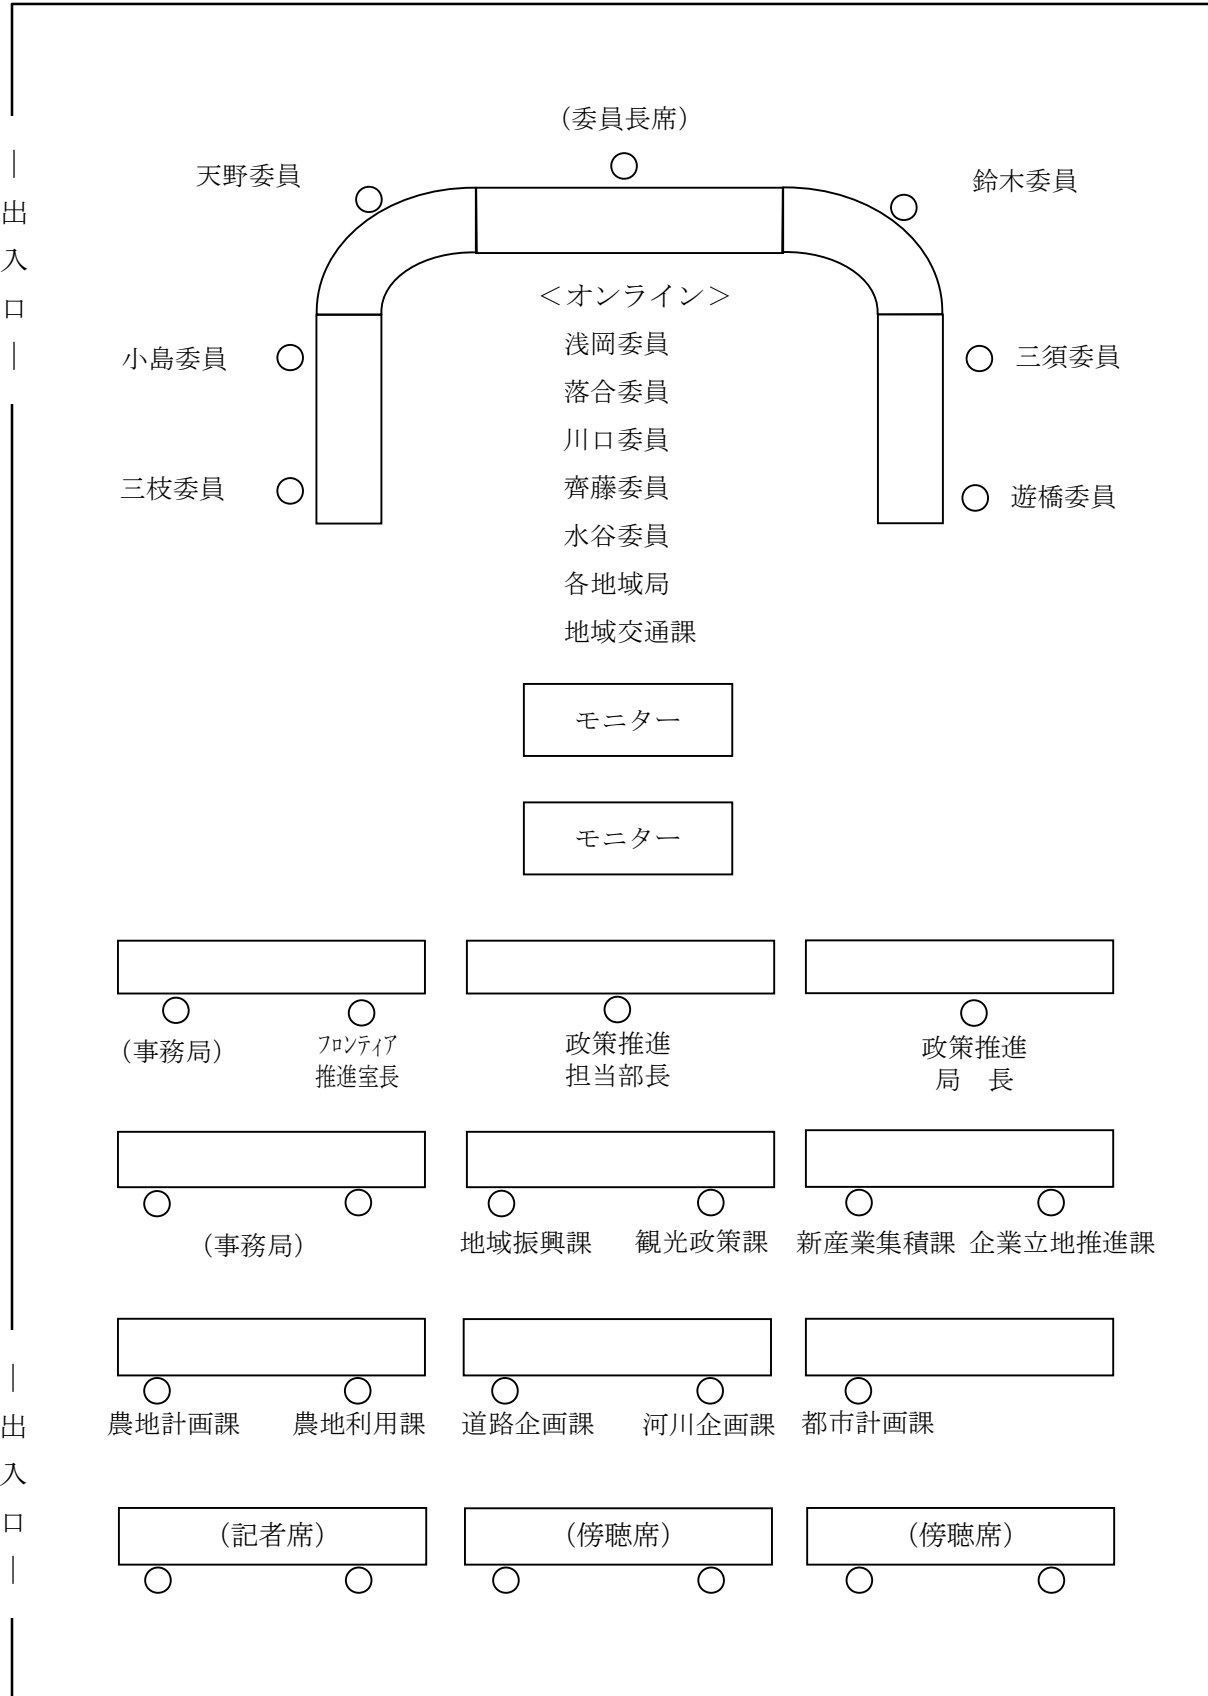 (委員長席)
天野委員
鈴木委員
｜出入口｜
＜オンライン＞
浅岡委員
小島委員
三須委員
落合委員
川口委員
三枝委員
齊藤委員
遊橋委員
水谷委員
各地域局
地域交通課
モニター
モニター
(事務局)
フロンティア
推進室長
政策推進
担当部長
政策推進
局　長
(事務局)
地域振興課
観光政策課
新産業集積課
企業立地推進課
｜出入口｜
農地計画課
農地利用課
道路企画課
河川企画課
都市計画課
(記者席)
(傍聴席)
(傍聴席)